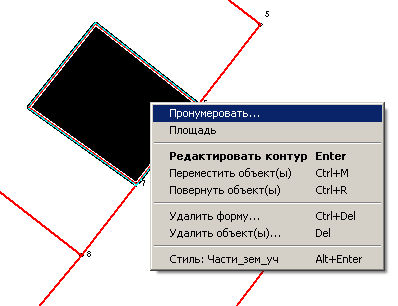 5
Пронумеровать...
Площадь
Редактировать контур Enter
Переместить объект(ы) Ctrl+M
Повернуть объект(ы) Ctrl+R
7
Удалить форму... Ctrl+Del
Удалить объект(ы)... Del
8
Стиль: Части_зем_уч Alt+Enter